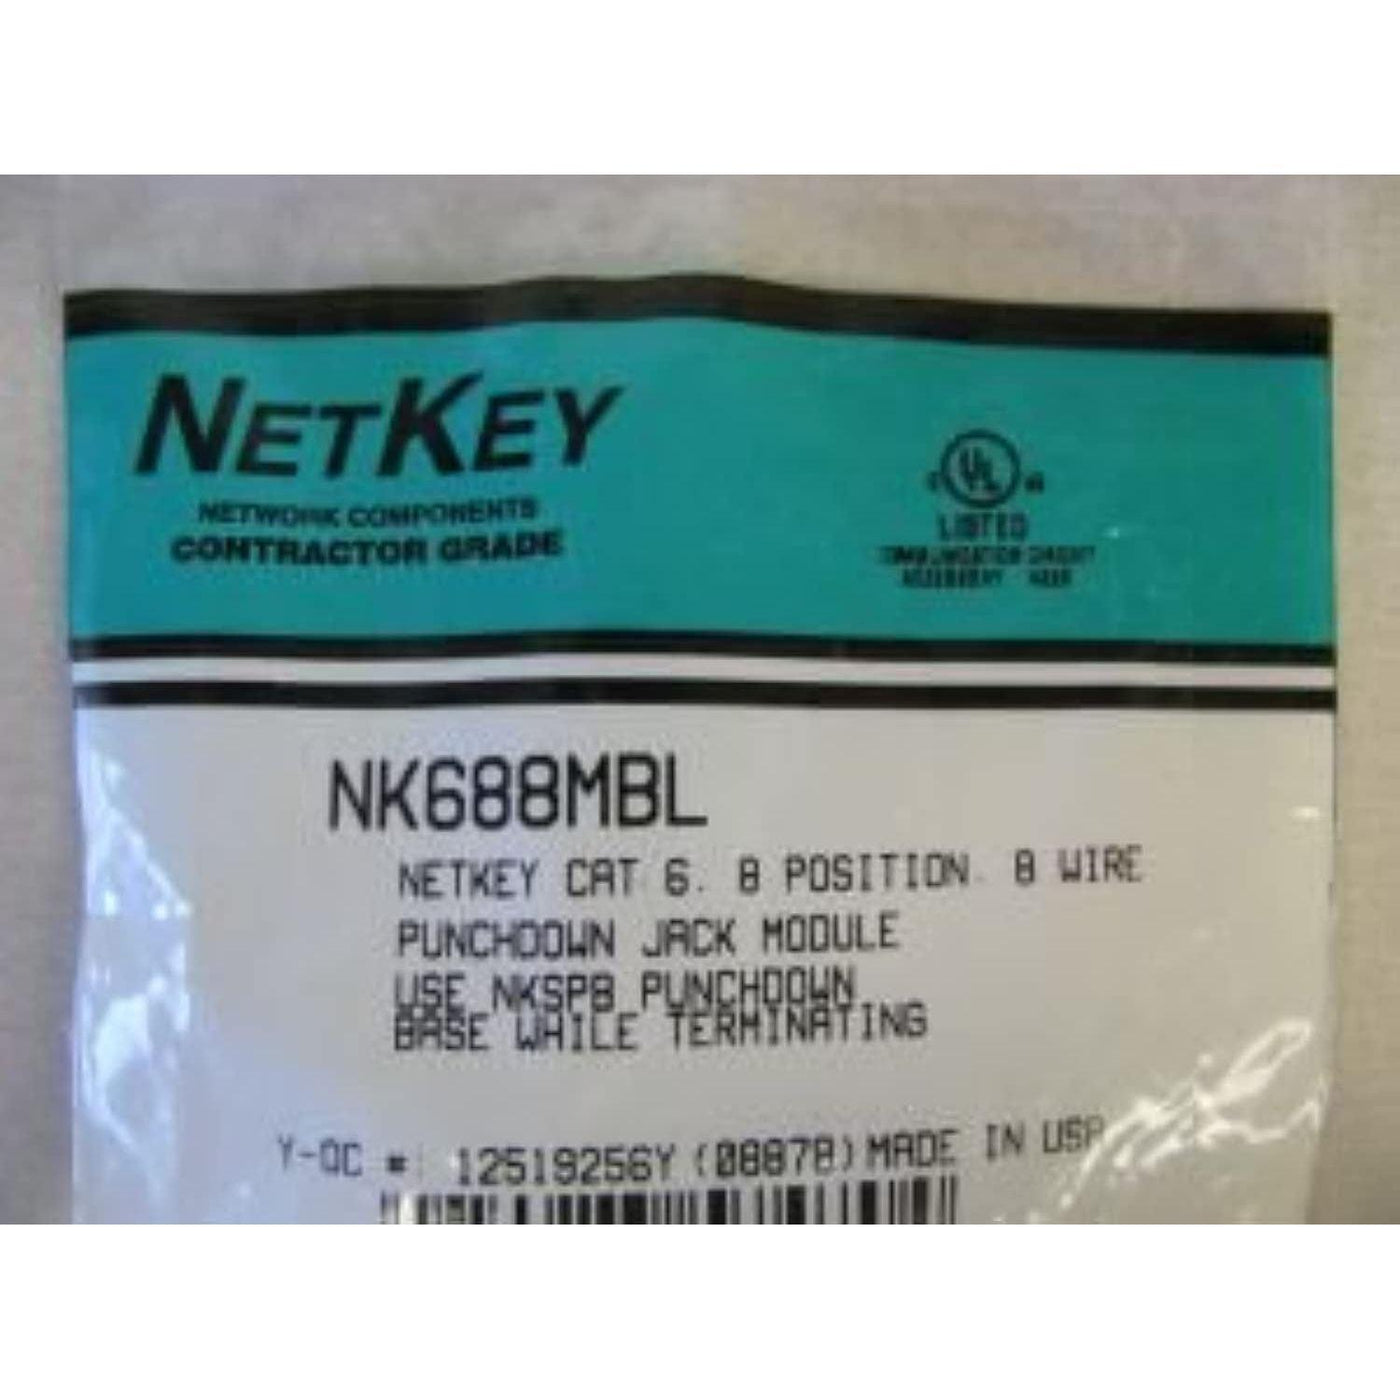 NETKEY
NETWORK COMPONENTS
CONTRACTOR GRADE
C UL
LISTED
NK688MBL
NETKEY CAT 6. 8 POSITION. 8 WIRE
PUNCHDOWN JACK MODULE
USE NKSPB PUNCHDOWN
BASE WHILE TERMINATING
Y-QC #: 12519256Y (08878) MADE IN USA